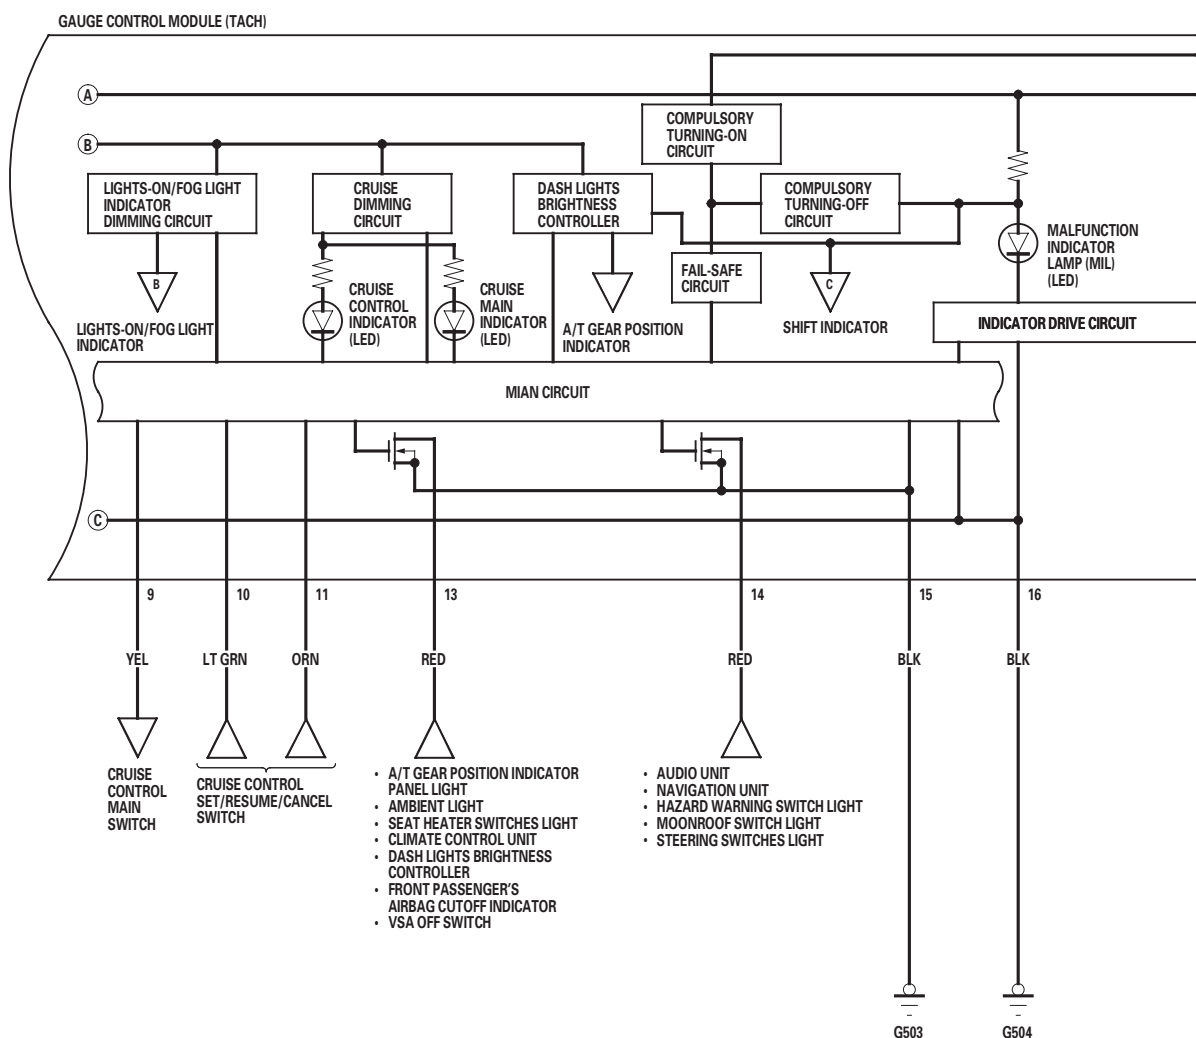 GAUGE CONTROL MODULE (TACH)
A
B
COMPULSORY
TURNING-ON
CIRCUIT
LIGHTS-ON/FOG LIGHT
INDICATOR
DIMMING CIRCUIT
CRUISE
DIMMING
CIRCUIT
DASH LIGHTS
BRIGHTNESS
CONTROLLER
COMPULSORY
TURNING-OFF
CIRCUIT
MALFUNCTION
INDICATOR
LAMP (MIL)
(LED)
FAIL-SAFE
CIRCUIT
B
LIGHTS-ON/FOG LIGHT
INDICATOR
CRUISE
CONTROL
INDICATOR
(LED)
CRUISE
MAIN
INDICATOR
(LED)
A/T GEAR POSITION
INDICATOR
C
SHIFT INDICATOR
INDICATOR DRIVE CIRCUIT
MIAN CIRCUIT
C
9
10
11
13
14
15
16
YEL
LT GRN
ORN
RED
RED
BLK
BLK
CRUISE
CONTROL
MAIN
SWITCH
CRUISE CONTROL
SET/RESUME/CANCEL
SWITCH
• A/T GEAR POSITION INDICATOR
PANEL LIGHT
• AMBIENT LIGHT
• SEAT HEATER SWITCHES LIGHT
• CLIMATE CONTROL UNIT
• DASH LIGHTS BRIGHTNESS
CONTROLLER
• FRONT PASSENGER'S
AIRBAG CUTOFF INDICATOR
• VSA OFF SWITCH
• AUDIO UNIT
• NAVIGATION UNIT
• HAZARD WARNING SWITCH LIGHT
• MOONROOF SWITCH LIGHT
• STEERING SWITCHES LIGHT
G503
G504